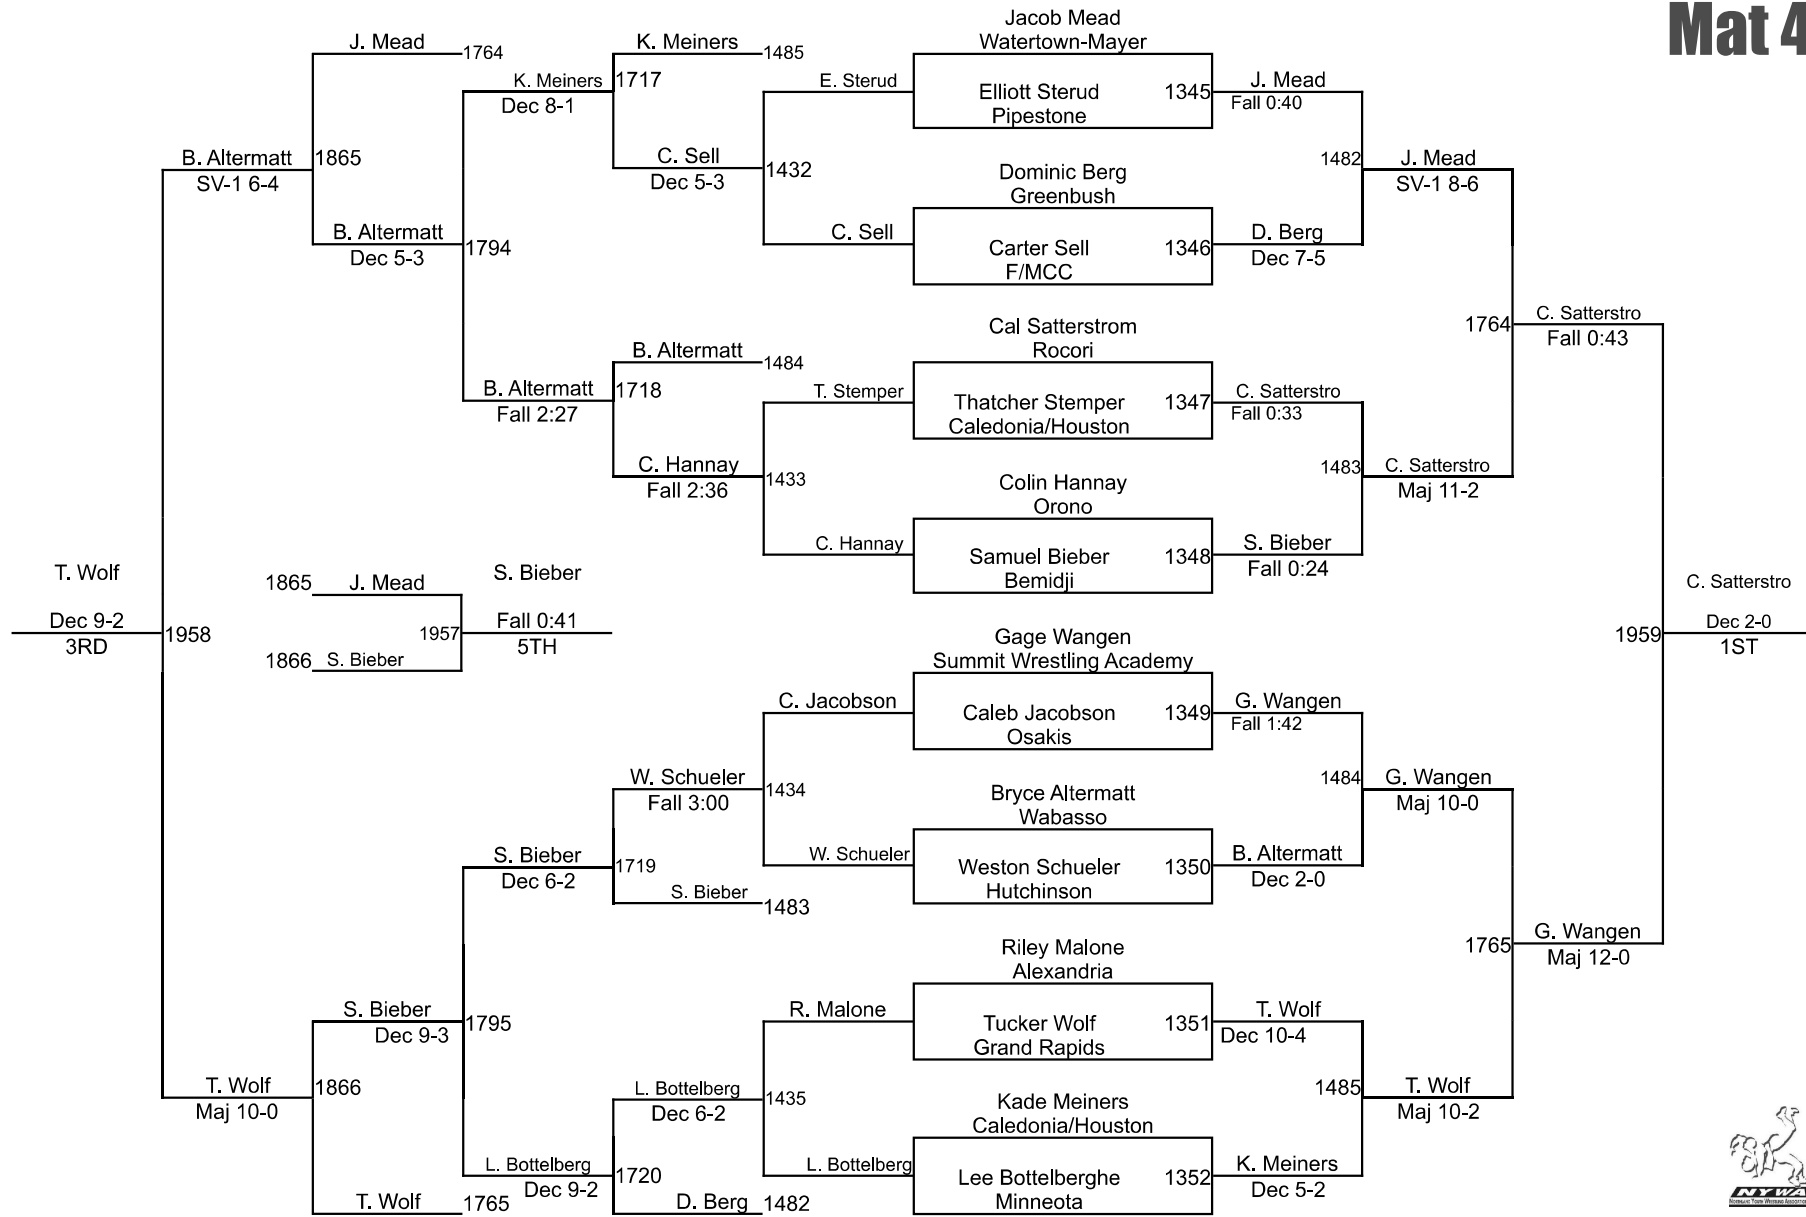 Mat 4
Jacob Mead
Watertown-Mayer
Elliott Sterud
Pipestone
1345
J. Mead
Fall 0:40
Dominic Berg
Greenbush
Carter Sell
F/MCC
1346
D. Berg
Dec 7-5
1482
J. Mead
SV-1 8-6
Cal Satterstrom
Rocori
Thatcher Stemper
Caledonia/Houston
1347
C. Satterstro
Fall 0:33
Colin Hannay
Orono
Samuel Bieber
Bemidji
1348
S. Bieber
Fall 0:24
1483
C. Satterstro
Maj 11-2
1764
C. Satterstro
Fall 0:43
Gage Wangen
Summit Wrestling Academy
Caleb Jacobson
Osakis
1349
G. Wangen
Fall 1:42
Bryce Altermatt
Wabasso
Weston Schueler
Hutchinson
1350
B. Altermatt
Dec 2-0
1484
G. Wangen
Maj 10-0
Riley Malone
Alexandria
Tucker Wolf
Grand Rapids
1351
T. Wolf
Dec 10-4
Kade Meiners
Caledonia/Houston
Lee Bottelberghe
Minneota
1352
K. Meiners
Dec 5-2
1485
T. Wolf
Maj 10-2
1765
G. Wangen
Maj 12-0
1959
C. Satterstro
Dec 2-0
1ST
E. Sterud
C. Sell
1432
C. Sell
Dec 5-3
K. Meiners
1485
1717
K. Meiners
Dec 8-1
T. Stemper
C. Hannay
1433
C. Hannay
Fall 2:36
B. Altermatt
1484
1718
B. Altermatt
Fall 2:27
1794
B. Altermatt
Dec 5-3
J. Mead
1764
1865
B. Altermatt
SV-1 6-4
C. Jacobson
W. Schueler
1434
W. Schueler
Fall 3:00
S. Bieber
1483
1719
S. Bieber
Dec 6-2
R. Malone
L. Bottelberg
1435
L. Bottelberg
Dec 6-2
D. Berg
1482
1720
L. Bottelberg
Dec 9-2
1795
S. Bieber
Dec 9-3
T. Wolf
1765
1866
T. Wolf
Maj 10-0
1958
T. Wolf
Dec 9-2
3RD
1865
J. Mead
1866
S. Bieber
1957
S. Bieber
Fall 0:41
5TH
NYWA